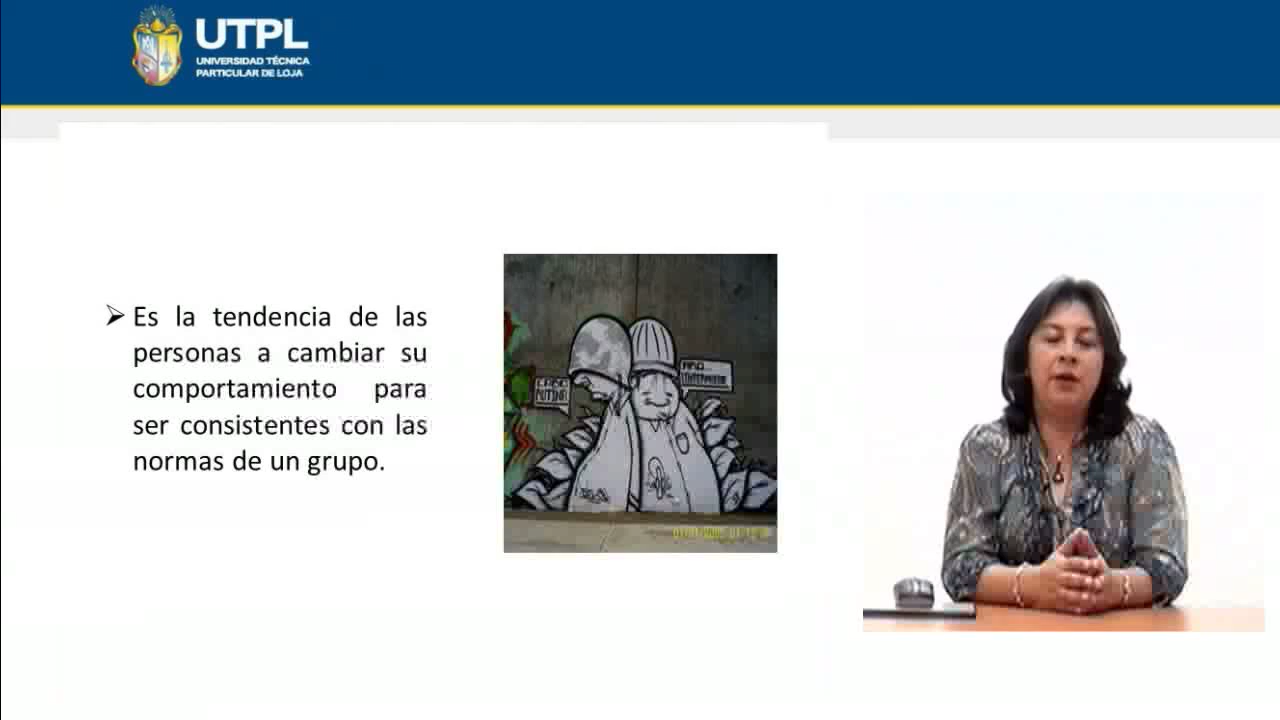 UTPL
UNIVERSIDAD TÉCNICA
PARTICULAR DE LOJA
➢ Es la tendencia de las
personas a cambiar su
comportamiento para
ser consistentes con las
normas de un grupo.